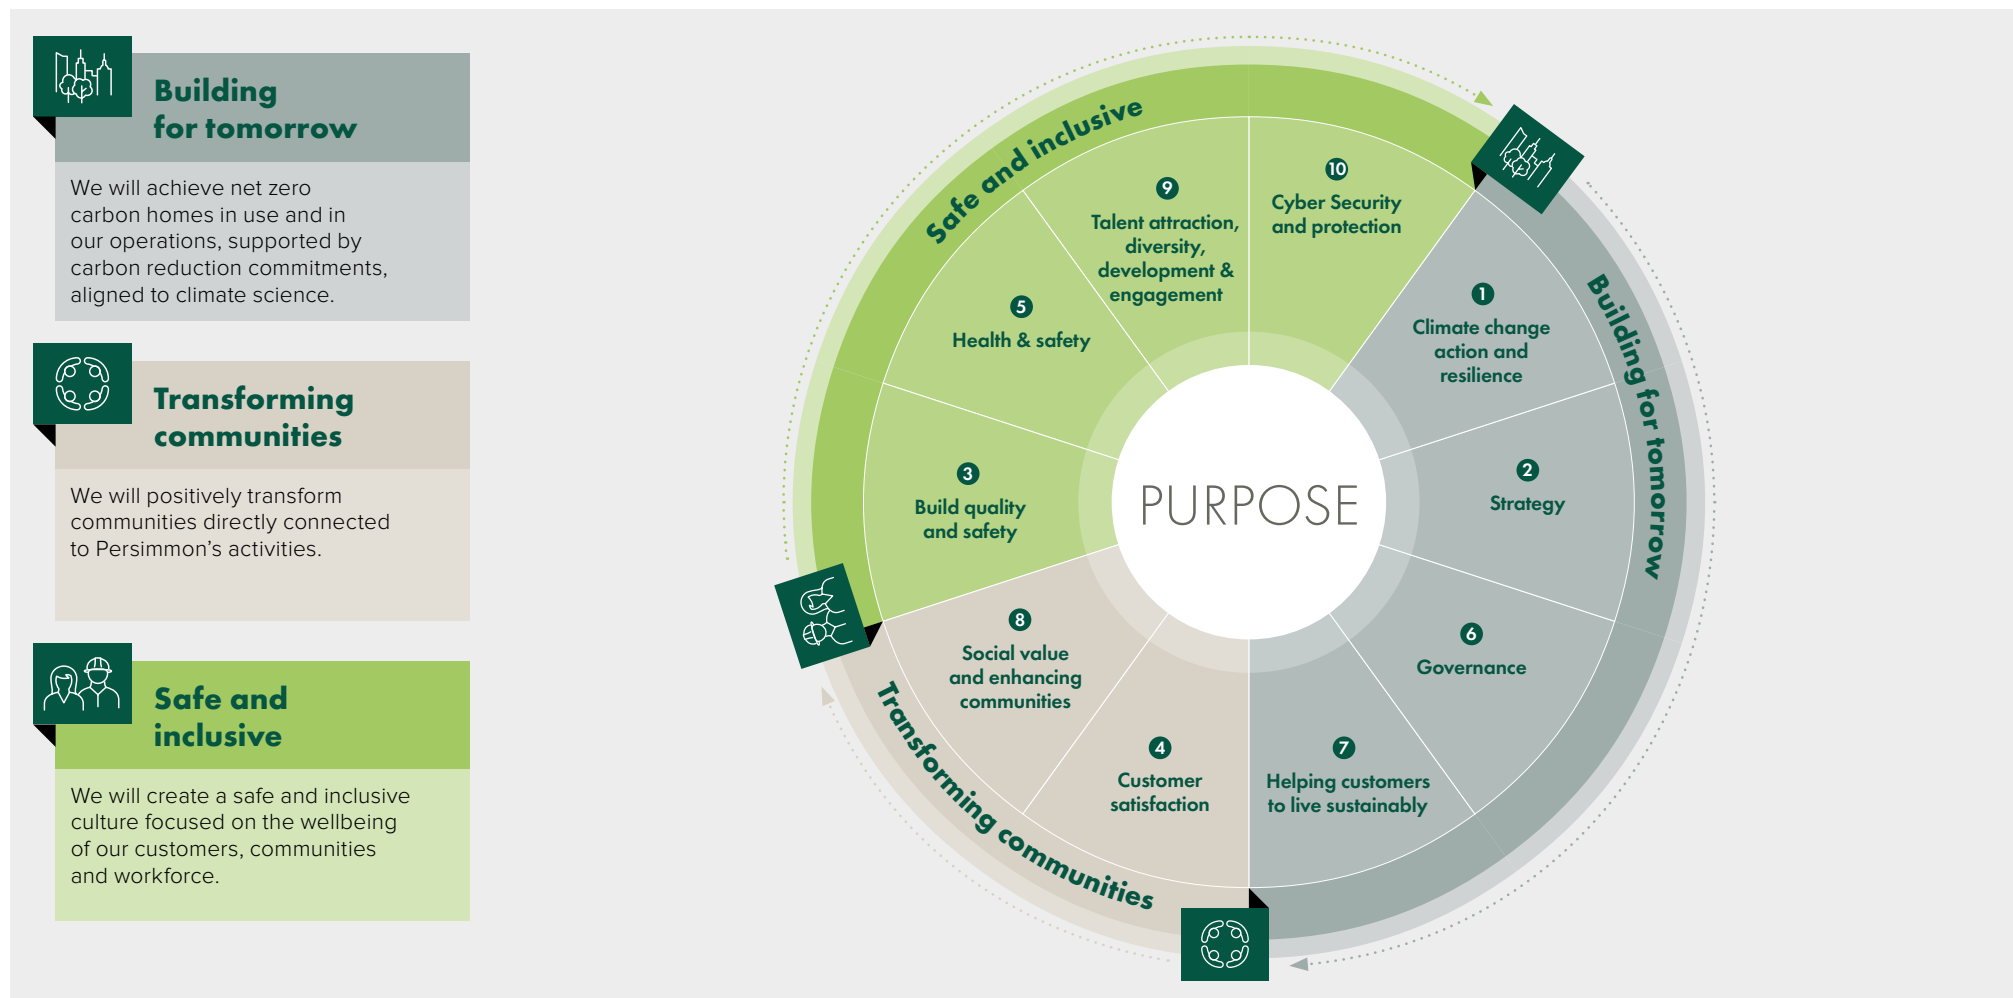 Building
for tomorrow
We will achieve net zero
carbon homes in use and in
our operations, supported by
carbon reduction commitments,
aligned to climate science.
Transforming
communities
We will positively transform
communities directly connected
to Persimmon’s activities.
Safe and
inclusive
We will create a safe and inclusive
culture focused on the wellbeing
of our customers, communities
and workforce.
Safe and inclusive
Building for tomorrow
Transforming communities
PURPOSE
1
Climate change
action and
resilience
2
Strategy
6
Governance
7
Helping customers
to live sustainably
4
Customer
satisfaction
8
Social value
and enhancing
communities
3
Build quality
and safety
5
Health & safety
9
Talent attraction,
diversity,
development &
engagement
10
Cyber Security
and protection